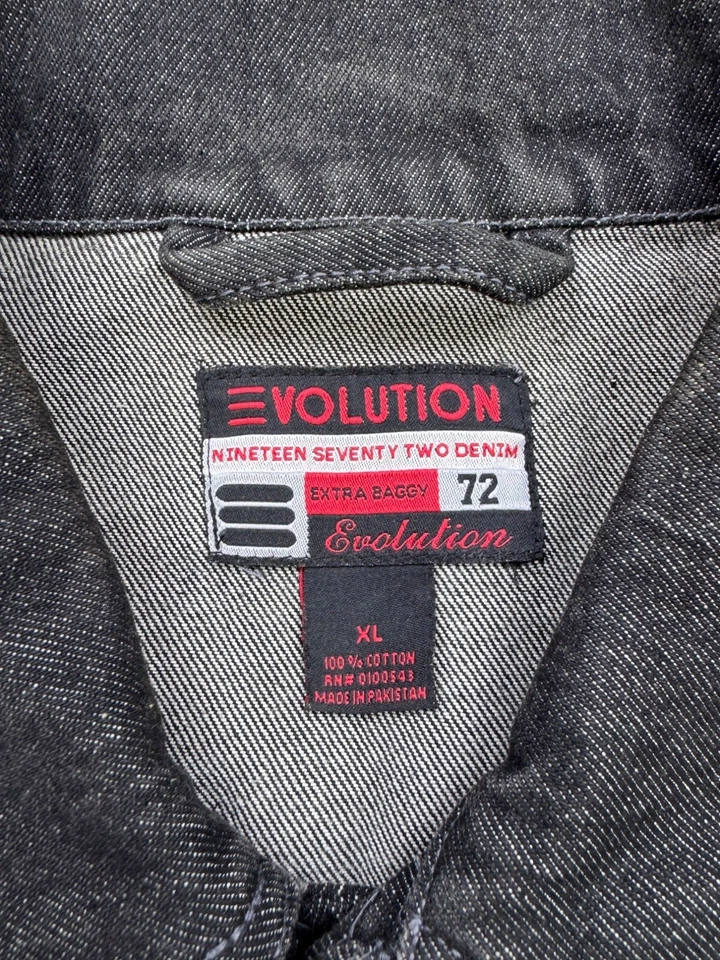 EVOLUTION
NINETEEN SEVENTY TWO DENIM
EXTRA BAGGY 72
Evolution
XL
100% COTTON
RN# 0100543
MADE IN PAKISTAN